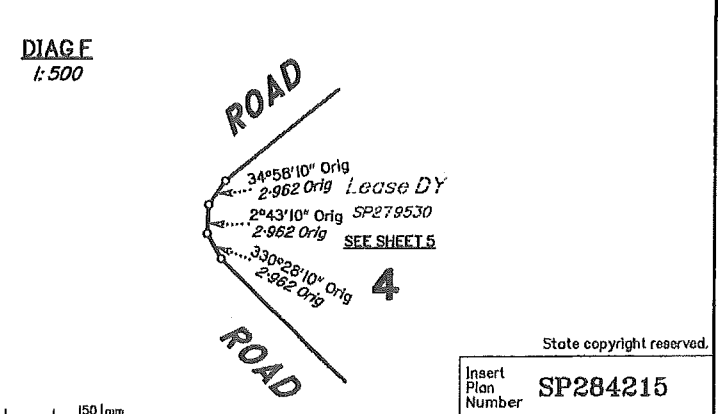 DIAG F
1:500
ROAD
34°58'10" Orig
2·962 Orig
Lease DY
2°43'10" Orig
SP279530
2·962 Orig
SEE SHEET 5
330°28'10" Orig
2·962 Orig
4
ROAD
State copyright reserved.
Insert
Plan
Number
SP284215
150 mm